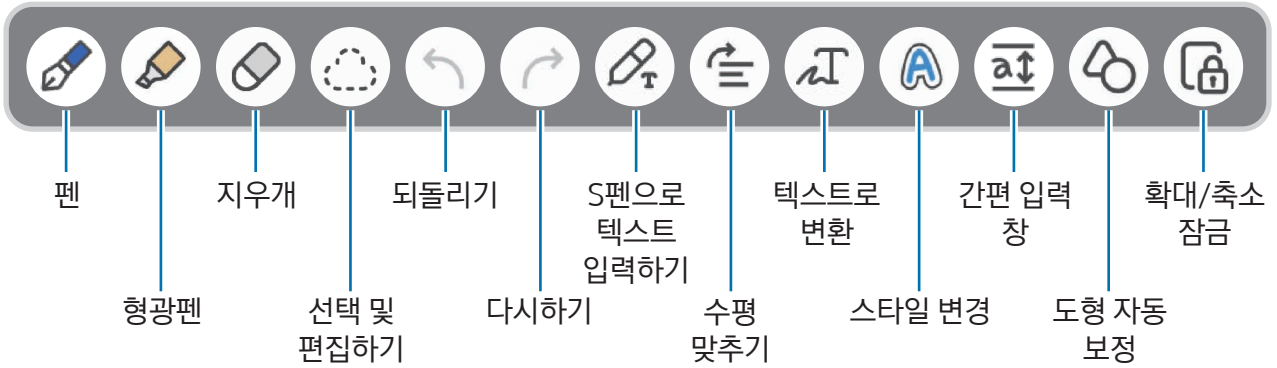 펜
지우개
되돌리기
S펜으로
텍스트
입력하기
텍스트로
변환
간편 입력
창
확대/축소
잠금
형광펜
선택 및
편집하기
다시하기
수평
맞추기
스타일 변경
도형 자동
보정